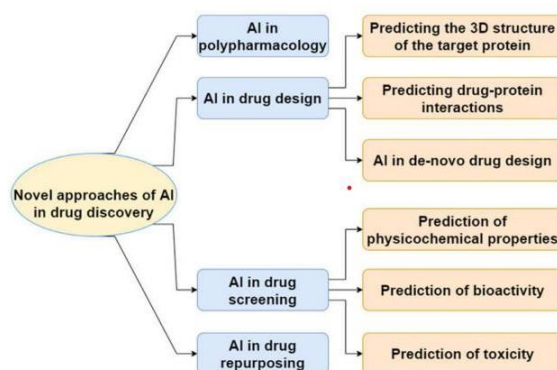 Novel approaches of AI
in drug discovery
AI in
polypharmacology
AI in drug design
Predicting the 3D structure
of the target protein
Predicting drug-protein
interactions
AI in de-novo drug design
AI in drug
screening
Prediction of
physicochemical properties
Prediction of bioactivity
Prediction of toxicity
AI in drug
repurposing